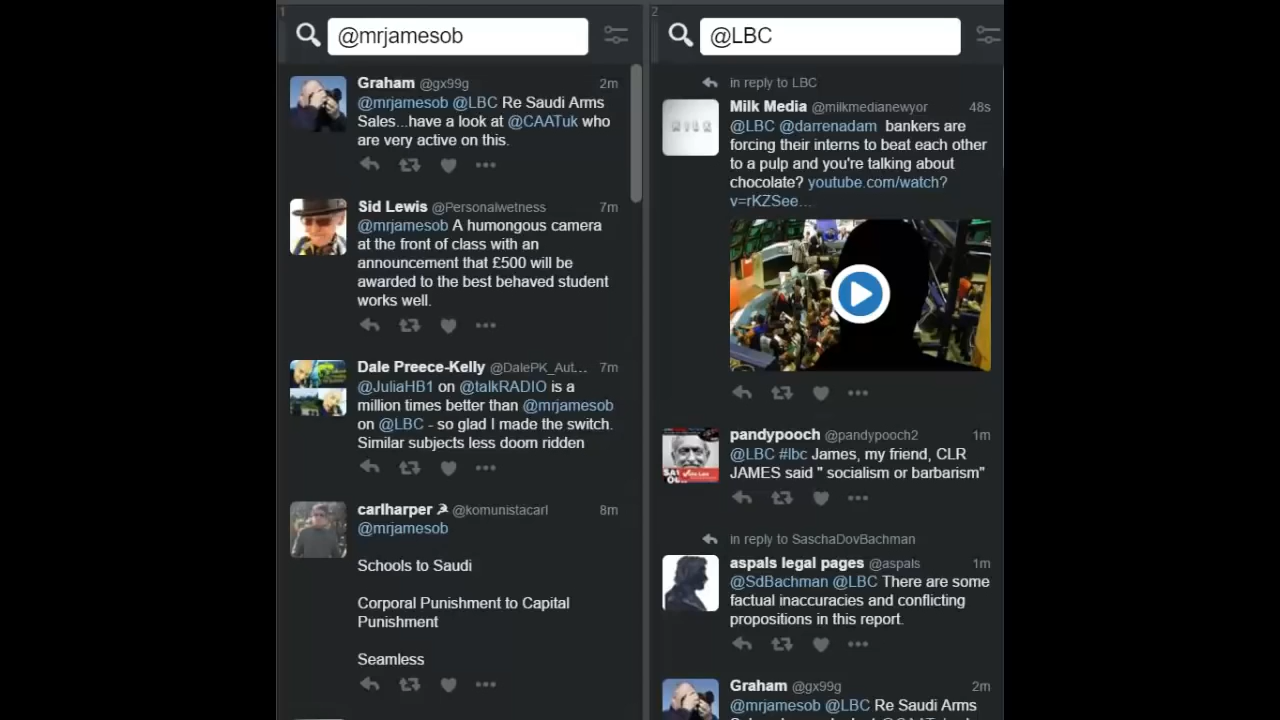 1
@mrjamesob
Graham @gx99g 2m
@mrjamesob @LBC Re Saudi Arms
Sales...have a look at @CAATuk who
are very active on this.
Sid Lewis @Personalwetness 7m
@mrjamesob A humongous camera
at the front of class with an
announcement that £500 will be
awarded to the best behaved student
works well.
Dale Preece-Kelly @DalePK_Aut... 7m
@JuliaHB1 on @talkRADIO is a
million times better than @mrjamesob
on @LBC - so glad I made the switch.
Similar subjects less doom ridden
carlharper ☭ @komunistacarl 8m
@mrjamesob
Schools to Saudi
Corporal Punishment to Capital
Punishment
Seamless
2
@LBC
in reply to LBC
Milk Media @milkmedianewyor 48s
@LBC @darrenadam bankers are
forcing their interns to beat each other
to a pulp and you're talking about
chocolate? youtube.com/watch?
v=rKZSee...
MILK
pandypooch @pandypooch2 1m
@LBC #lbc James, my friend, CLR
JAMES said " socialism or barbarism"
in reply to SaschaDovBachman
aspals legal pages @aspals 1m
@SdBachman @LBC There are some
factual inaccuracies and conflicting
propositions in this report.
Graham @gx99g 2m
@mrjamesob @LBC Re Saudi Arms